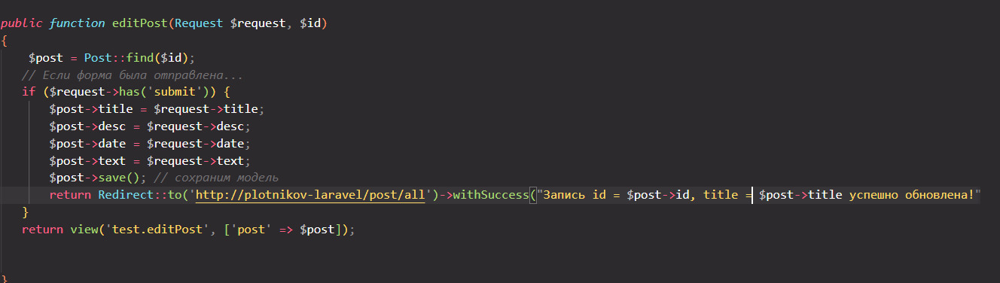 public function editPost(Request $request, $id)
{
$post = Post::find($id);
// Если форма была отправлена...
if ($request->has('submit')) {
$post->title = $request->title;
$post->desc = $request->desc;
$post->date = $request->date;
$post->text = $request->text;
$post->save(); // сохраним модель
return Redirect::to('http://plotnikov-laravel/post/all')->withSuccess("Запись id = $post->id, title = $post->title успешно обновлена!"
}
return view('test.editPost', ['post' => $post]);
}